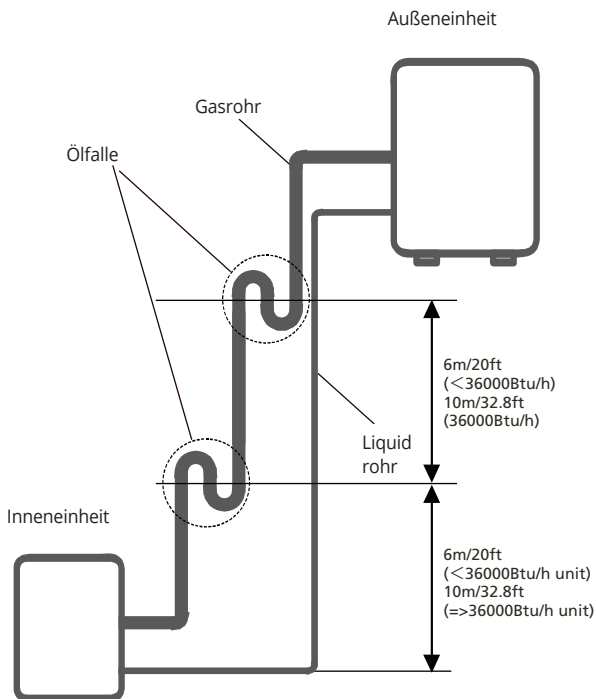 Außeneinheit
Gasrohr
Ölfalle
6m/20ft
(<36000Btu/h)
10m/32.8ft
(36000Btu/h)
Liquid
rohr
Inneneinheit
6m/20ft
(<36000Btu/h unit)
10m/32.8ft
(=>36000Btu/h unit)